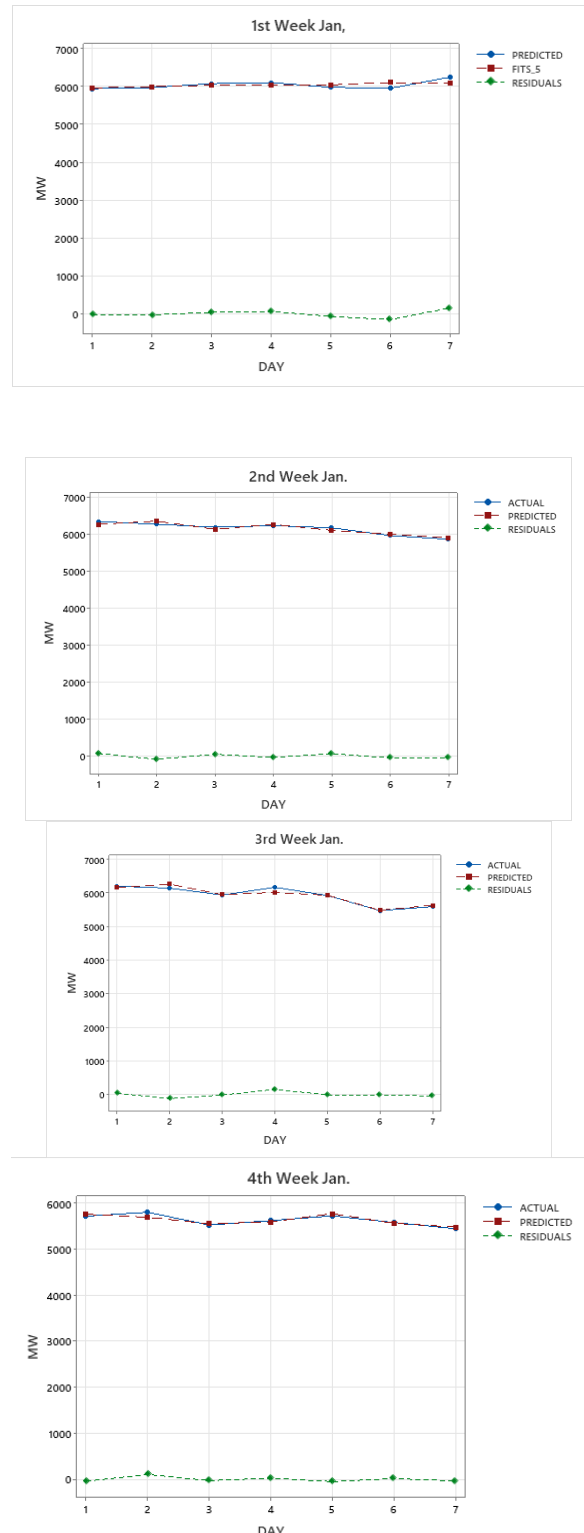 1st Week Jan,
7000
6000
5000
4000
3000
2000
1000
0
MW
1 2 3 4 5 6 7
DAY
PREDICTED
FITS_5
RESIDUALS
2nd Week Jan.
7000
6000
5000
4000
3000
2000
1000
0
MW
1 2 3 4 5 6 7
DAY
ACTUAL
PREDICTED
RESIDUALS
3rd Week Jan.
7000
6000
5000
4000
3000
2000
1000
0
MW
1 2 3 4 5 6 7
DAY
ACTUAL
PREDICTED
RESIDUALS
4th Week Jan.
6000
5000
4000
3000
2000
1000
0
MW
1 2 3 4 5 6 7
DAY
ACTUAL
PREDICTED
RESIDUALS